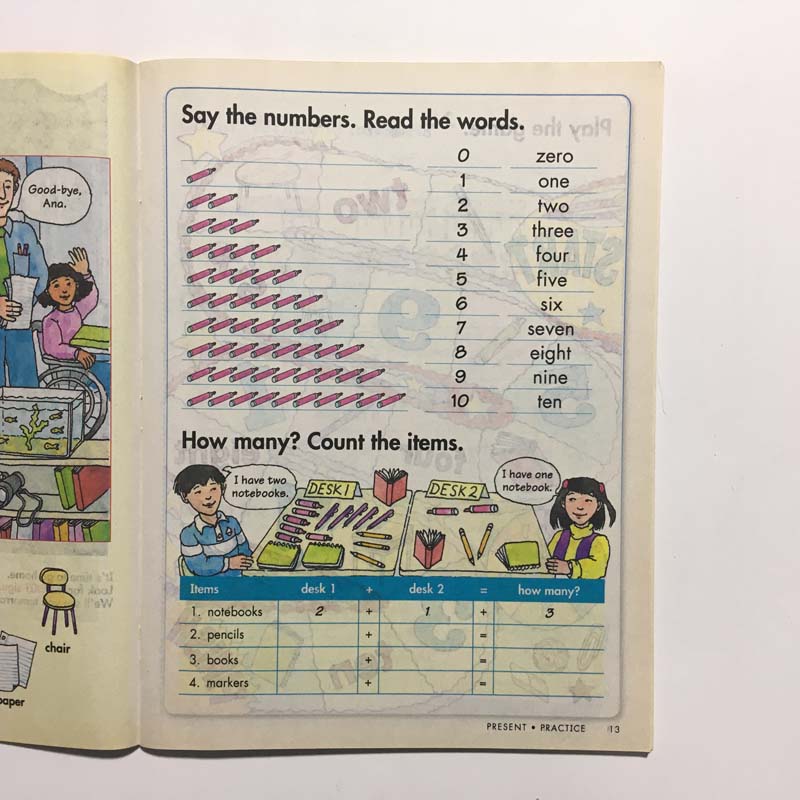 Good-bye,
Ana.
chair
paper
Say the numbers. Read the words.
0 zero
1 one
2 two
3 three
4 four
5 five
6 six
7 seven
8 eight
9 nine
10 ten
How many? Count the items.
I have two
notebooks.
DESK 1
DESK 2
I have one
notebook.
Items desk 1 + desk 2 = how many?
1. notebooks 2 + 1 + 3
2. pencils + =
3. books + =
4. markers + =
PRESENT • PRACTICE 13